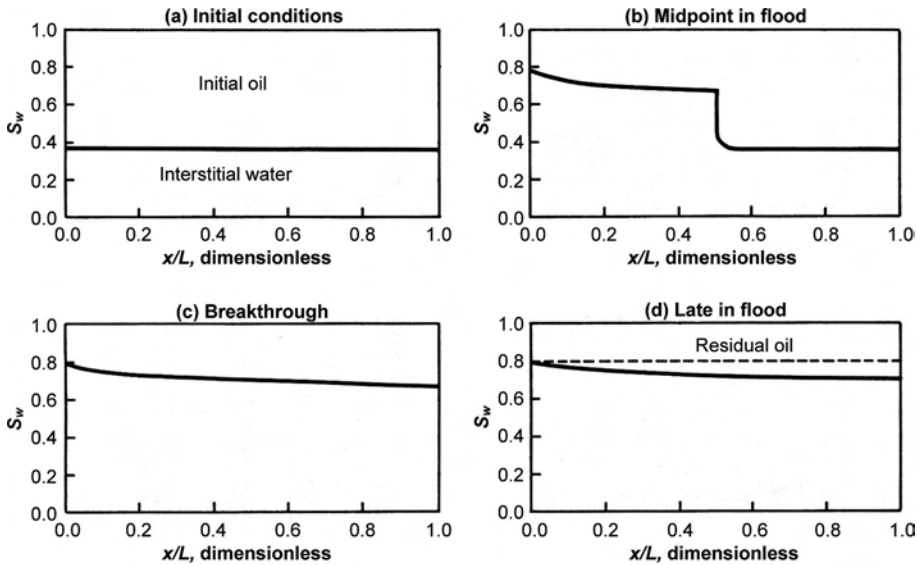 (a) Initial conditions
1.0
0.8
0.6
0.4
0.2
0.0
Sw
Initial oil
Interstitial water
0.0 0.2 0.4 0.6 0.8 1.0
x/L, dimensionless
(b) Midpoint in flood
1.0
0.8
0.6
0.4
0.2
0.0
Sw
0.0 0.2 0.4 0.6 0.8 1.0
x/L, dimensionless
(c) Breakthrough
1.0
0.8
0.6
0.4
0.2
0.0
Sw
0.0 0.2 0.4 0.6 0.8 1.0
x/L, dimensionless
(d) Late in flood
1.0
0.8
0.6
0.4
0.2
0.0
Sw
Residual oil
0.0 0.2 0.4 0.6 0.8 1.0
x/L, dimensionless